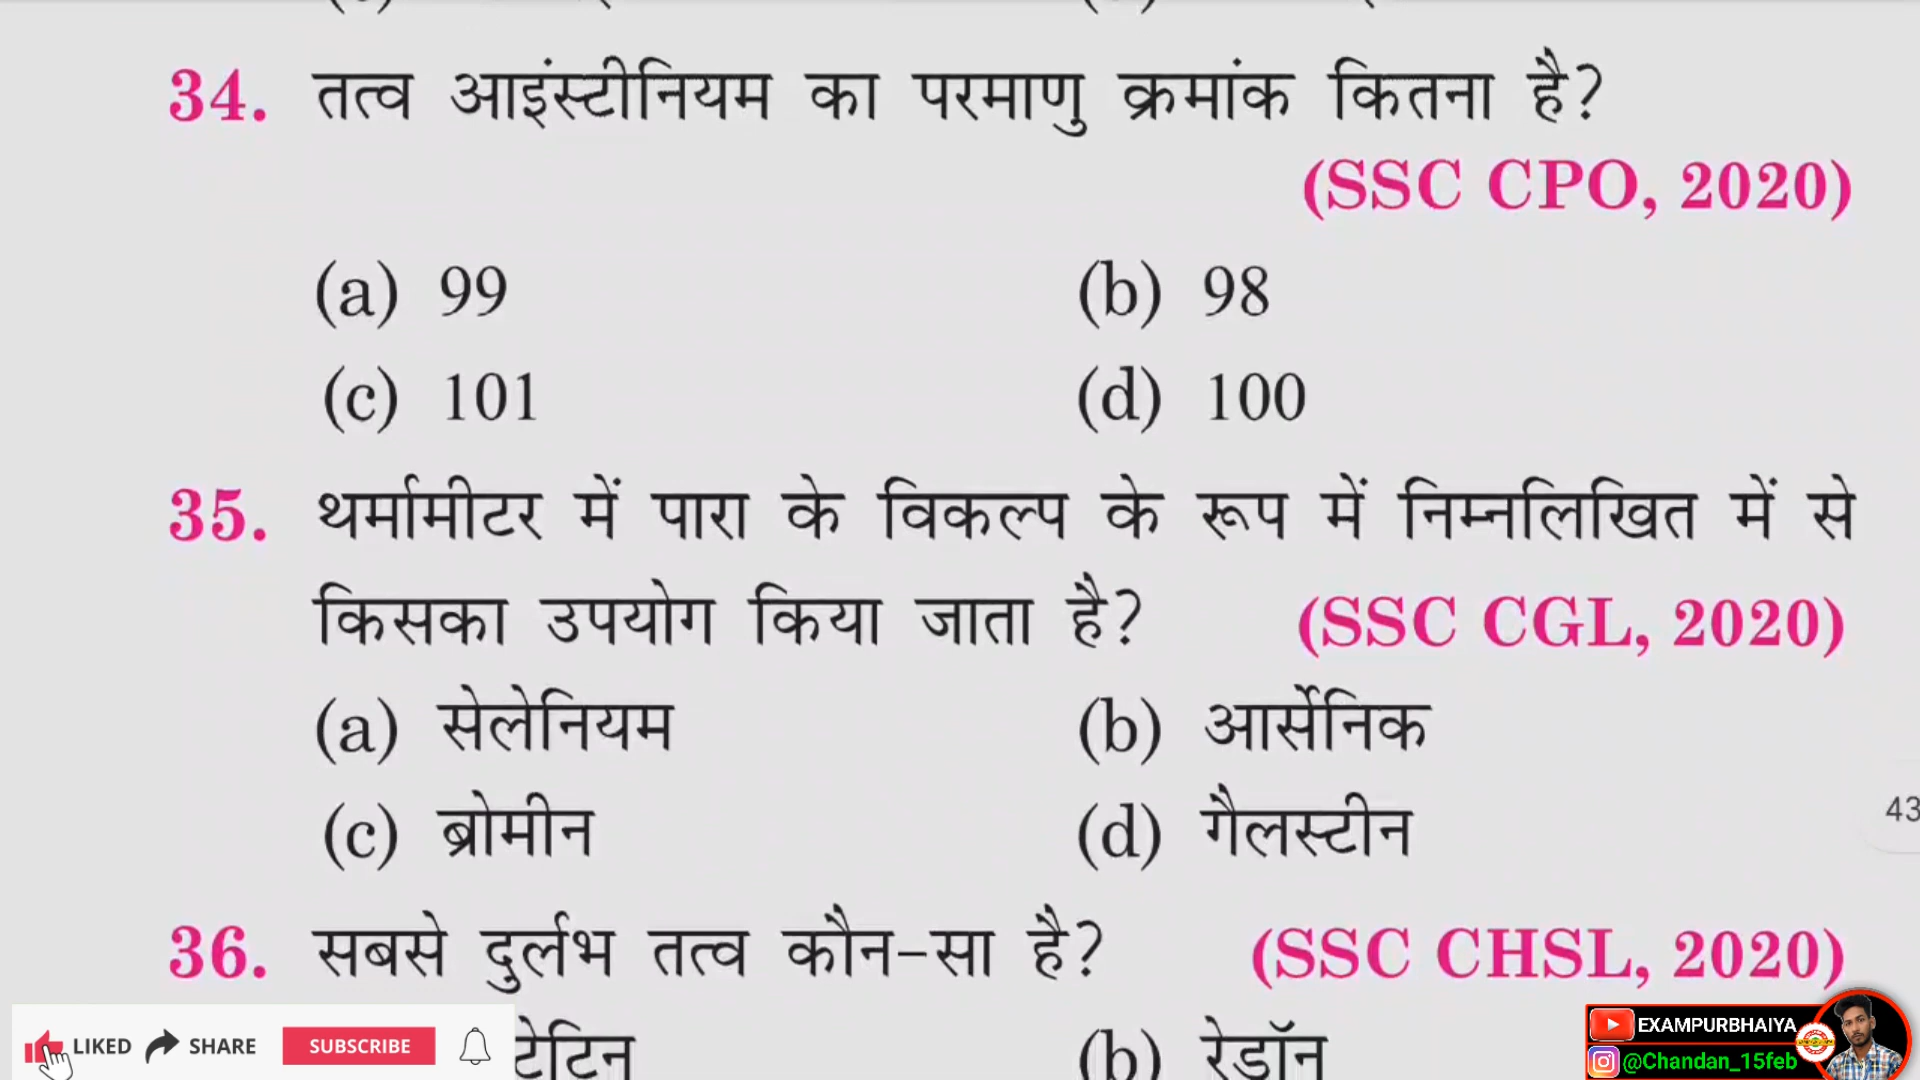 34. तत्व आइंस्टीनियम का परमाणु क्रमांक कितना है?
(SSC CPO, 2020)
(a) 99 (b) 98
(c) 101 (d) 100
35. थर्मामीटर में पारा के विकल्प के रूप में निम्नलिखित में से
किसका उपयोग किया जाता है? (SSC CGL, 2020)
(a) सेलेनियम (b) आर्सेनिक
(c) ब्रोमीन (d) गैलस्टीन
43
36. सबसे दुर्लभ तत्व कौन-सा है? (SSC CHSL, 2020)
(b) रेडॉन
LIKED SHARE SUBSCRIBE
EXAMPURBHAIYA
@Chandan_15feb